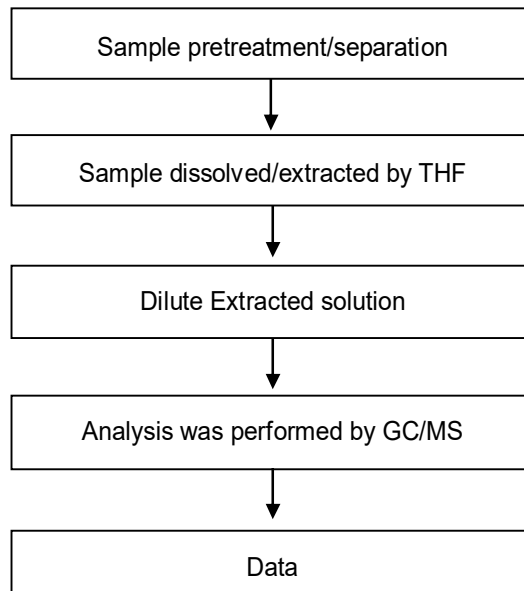 Sample pretreatment/separation
Sample dissolved/extracted by THF
Dilute Extracted solution
Analysis was performed by GC/MS
Data